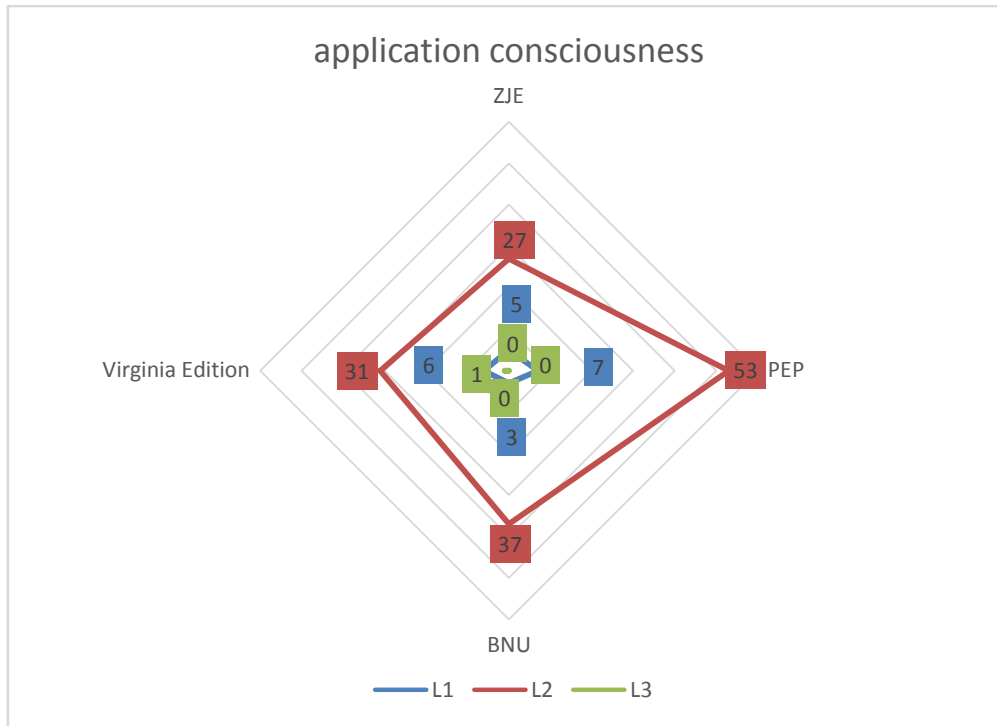 application consciousness
ZJE
27
5
0
Virginia Edition 31 6 1 0 7 53 PEP
0
3
37
BNU
L1 L2 L3